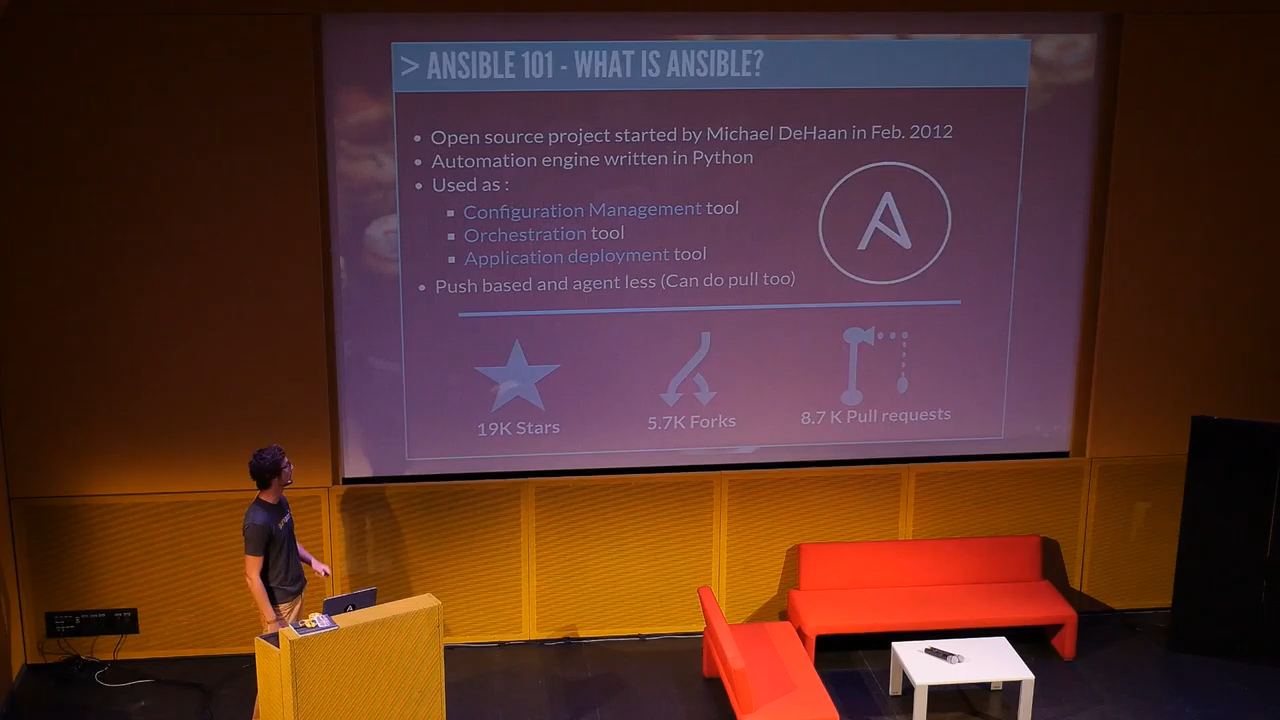 > ANSIBLE 101 - WHAT IS ANSIBLE?
• Open source project started by Michael DeHaan in Feb. 2012
• Automation engine written in Python
• Used as :
▪ Configuration Management tool
▪ Orchestration tool
▪ Application deployment tool
• Push based and agent less (Can do pull too)
19K Stars
5.7K Forks
8.7 K Pull requests